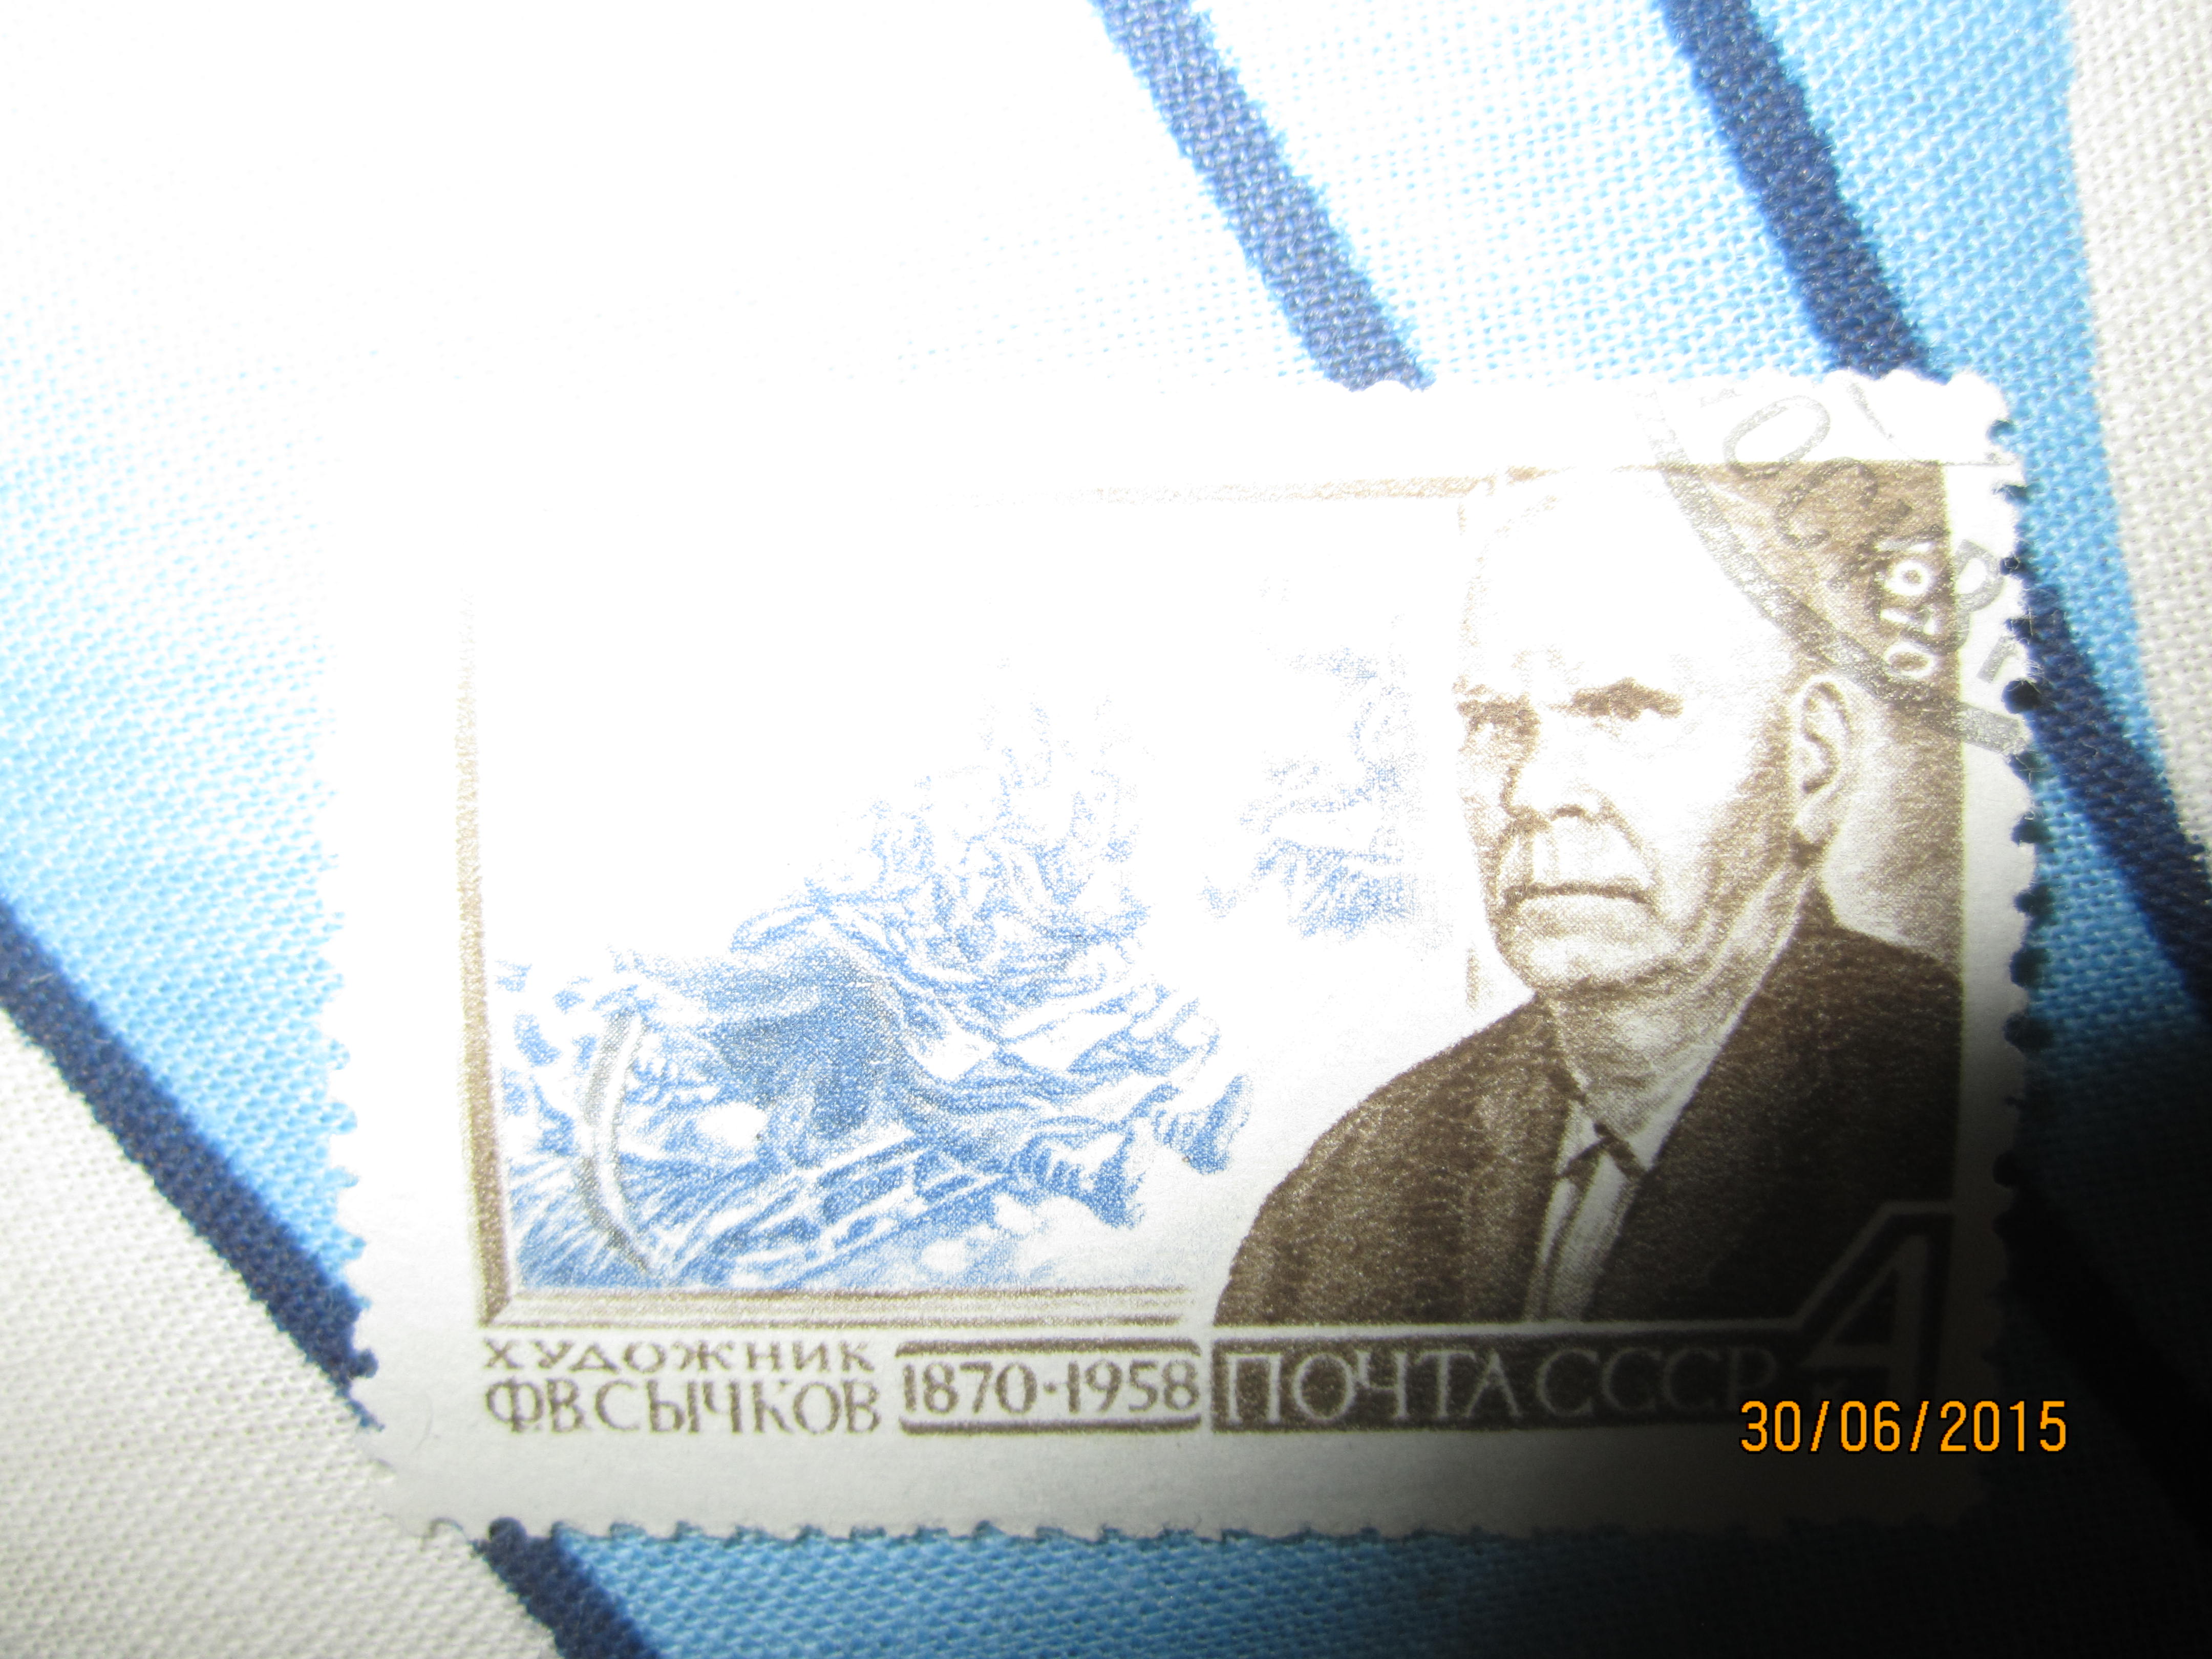 1970
ХУДОЖНИК
Ф.В.СЫЧКОВ
1870·1958
ПОЧТА СССР
4
30/06/2015